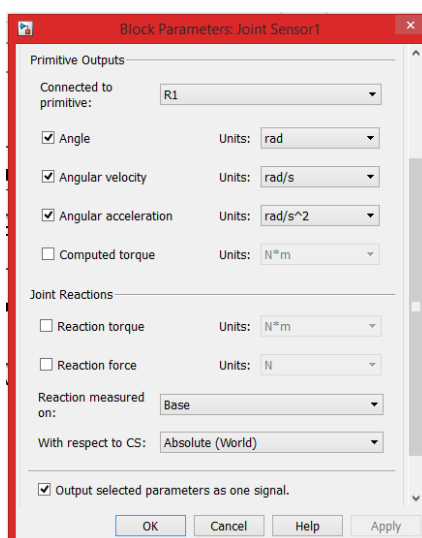 Block Parameters: Joint Sensor1
Primitive Outputs
Connected to primitive: R1
Angle Units: rad
Angular velocity Units: rad/s
Angular acceleration Units: rad/s^2
Computed torque Units: N*m
Joint Reactions
Reaction torque Units: N*m
Reaction force Units: N
Reaction measured on: Base
With respect to CS: Absolute (World)
Output selected parameters as one signal.
OK Cancel Help Apply